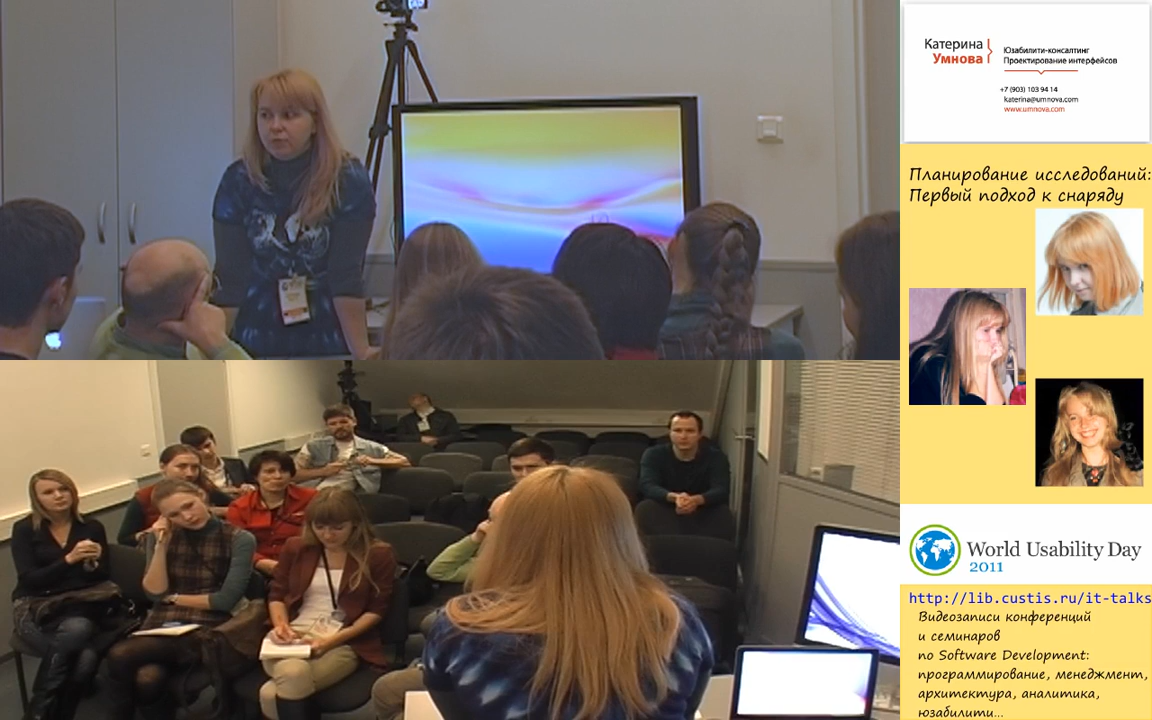 Катерина
Умнова
Юзабилити-консалтинг
Проектирование интерфейсов
+7 (903) 103 94 14
katerina@umnova.com
www.umnova.com
Планирование исследований:
Первый подход к снаряду
World Usability Day
2011
http://lib.custis.ru/it-talks
Видеозаписи конференций
и семинаров
по Software Development:
программирование, менеджмент,
архитектура, аналитика,
юзабилити...